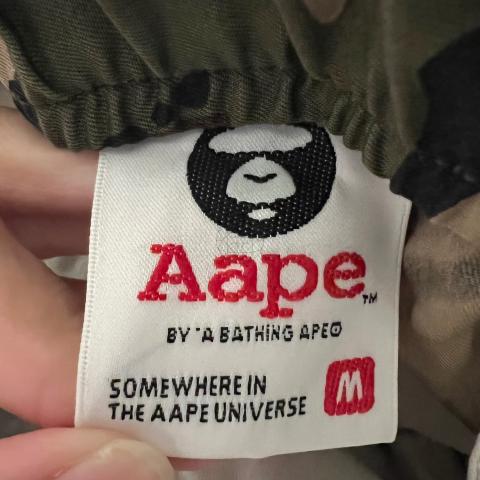 Aape™
BY *A BATHING APE®
SOMEWHERE IN
THE AAPE UNIVERSE
M